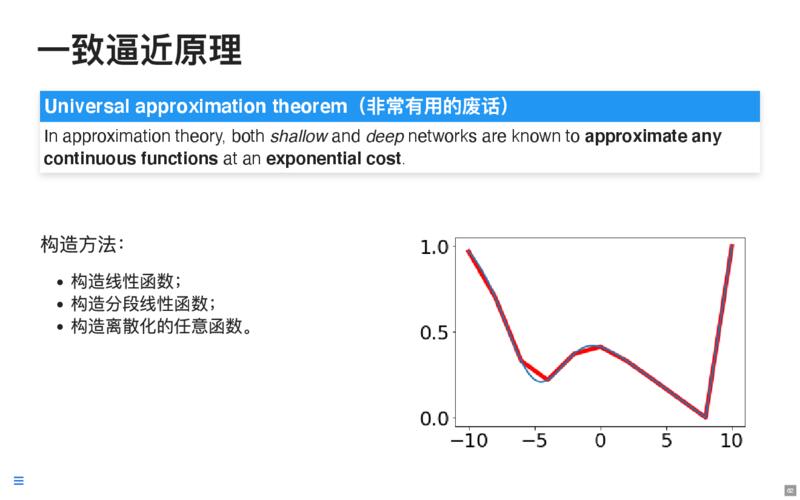 一致逼近原理
Universal approximation theorem（非常有用的废话）
In approximation theory, both shallow and deep networks are known to approximate any
continuous functions at an exponential cost.
构造方法：
• 构造线性函数；
• 构造分段线性函数；
• 构造离散化的任意函数。
1.0
0.5
0.0
−10 −5 0 5 10
62